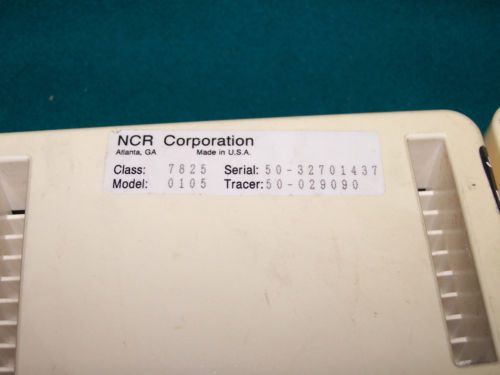 NCR Corporation
Atlanta, GA Made in U.S.A.
Class: 7825 Serial: 50-32701437
Model: 0105 Tracer: 50-029090